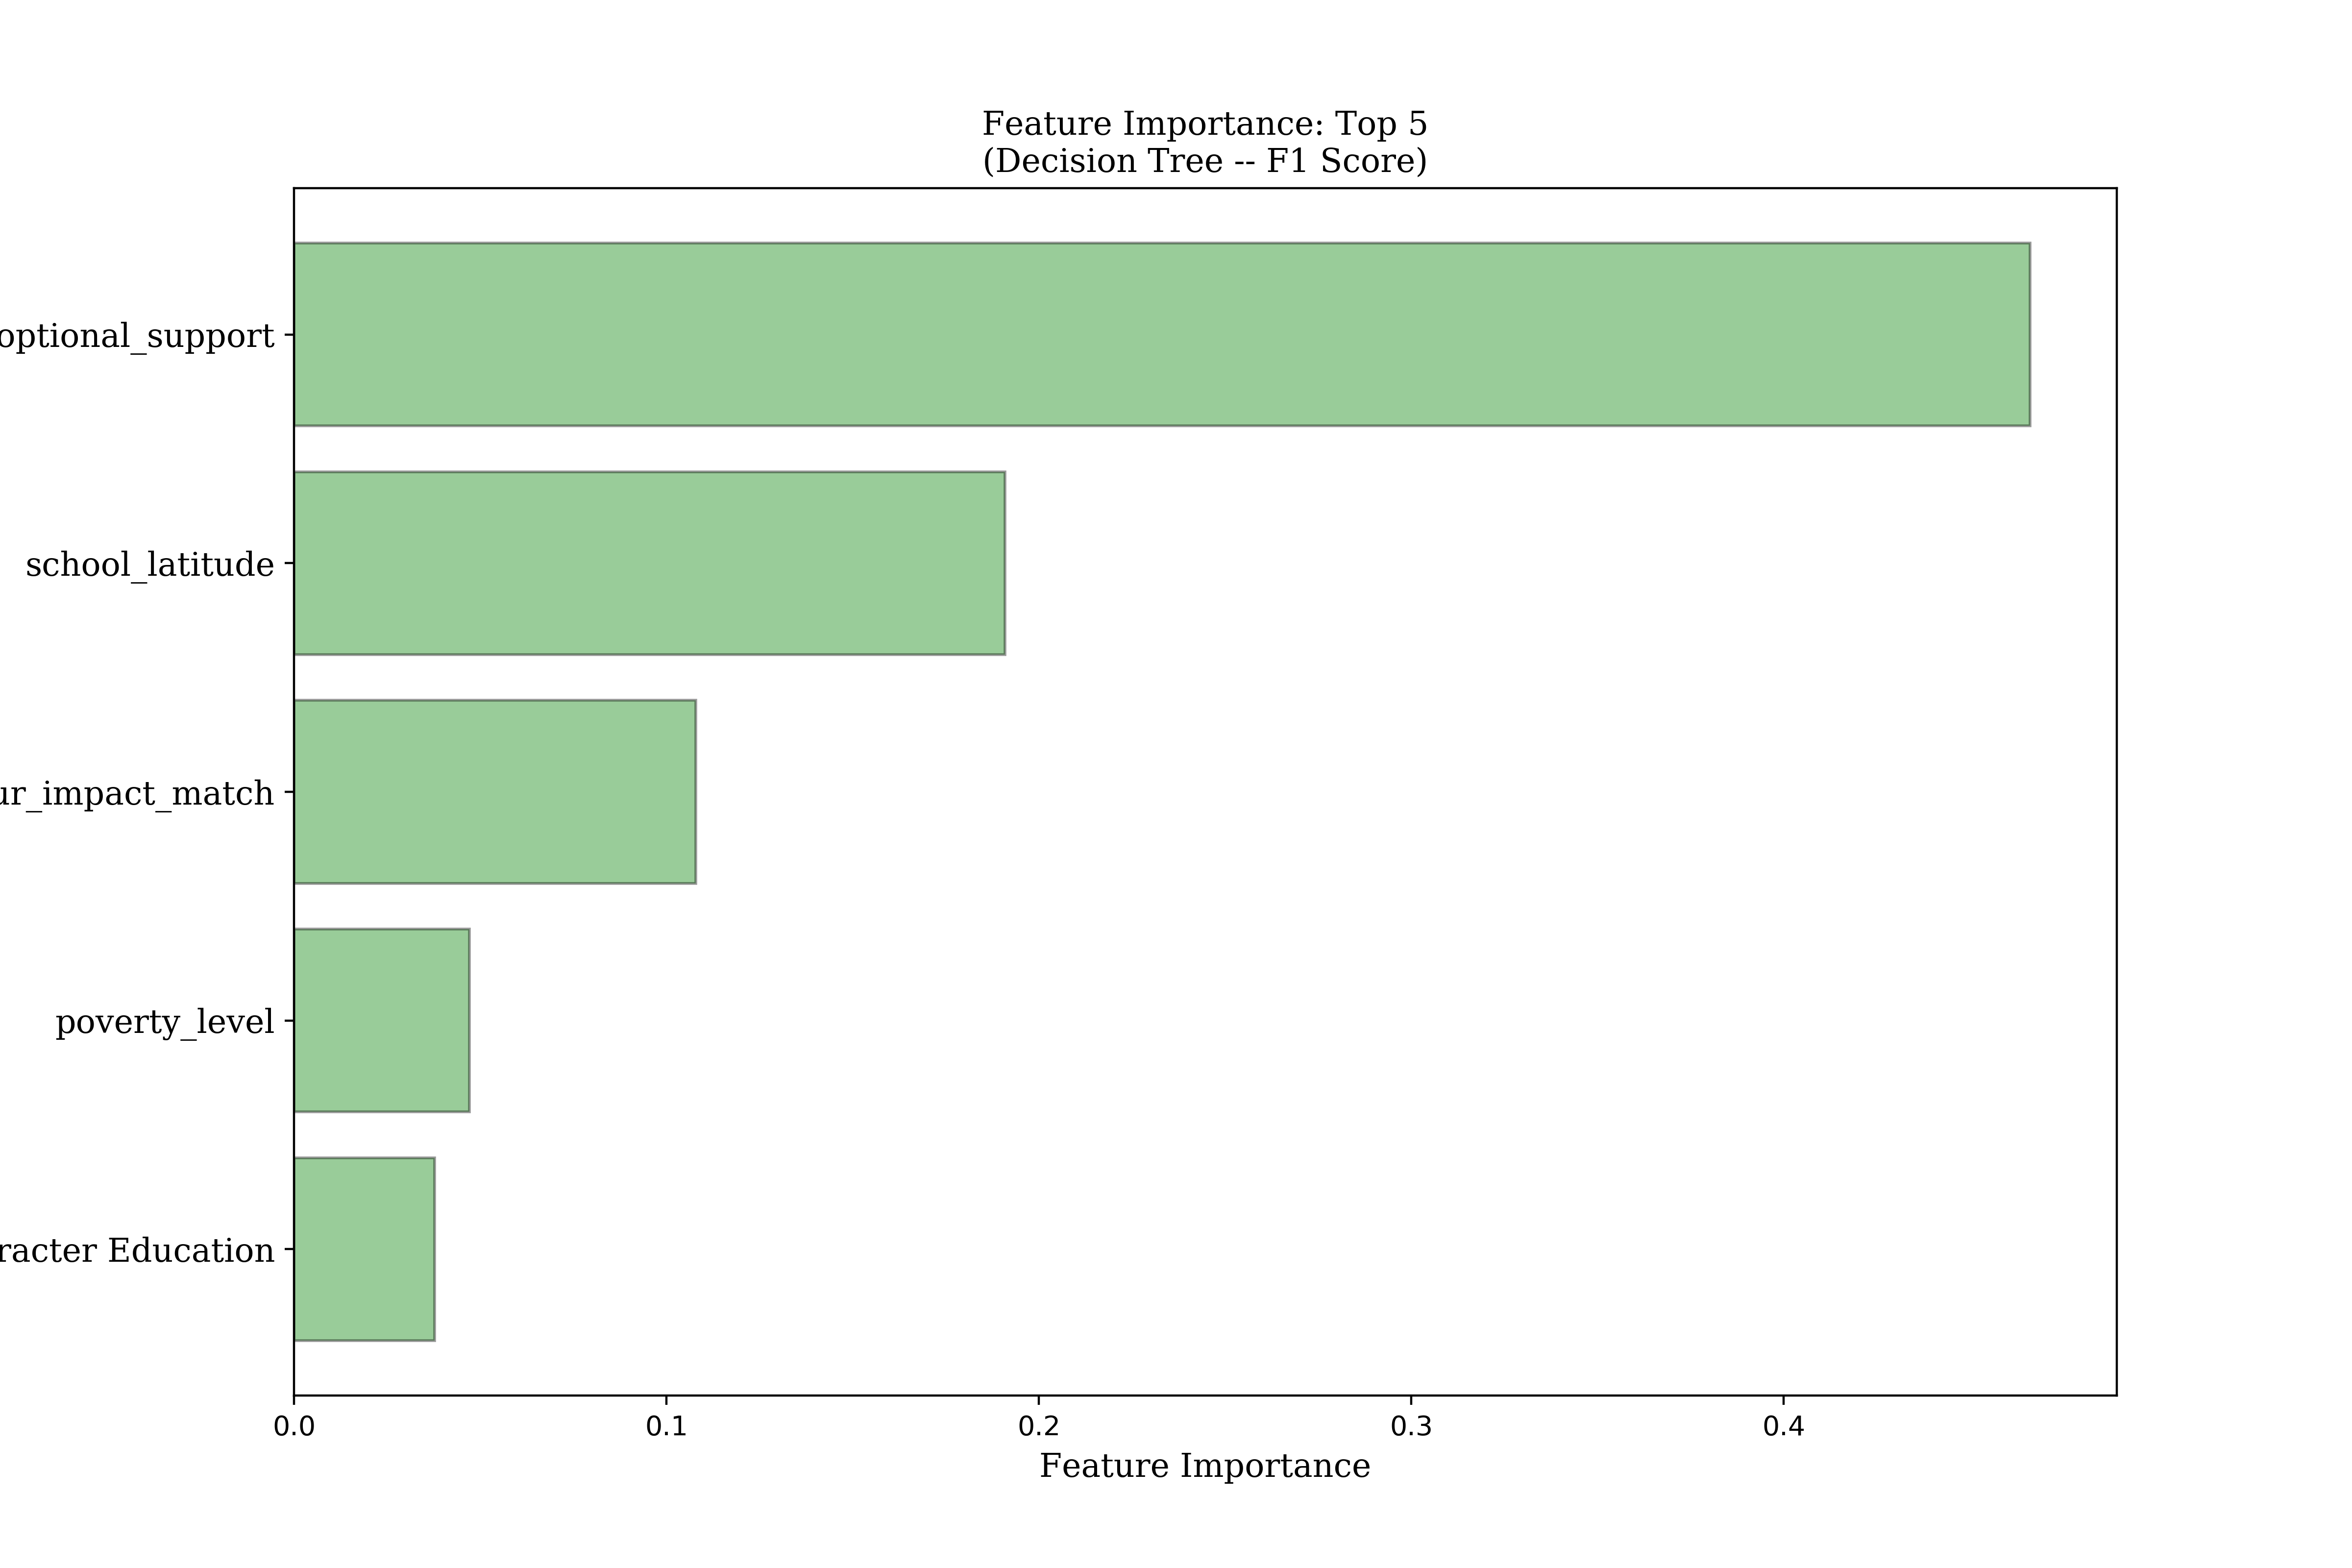 Feature Importance: Top 5
(Decision Tree -- F1 Score)
optional_support
school_latitude
ur_impact_match
poverty_level
racter Education
0.0 0.1 0.2 0.3 0.4
Feature Importance